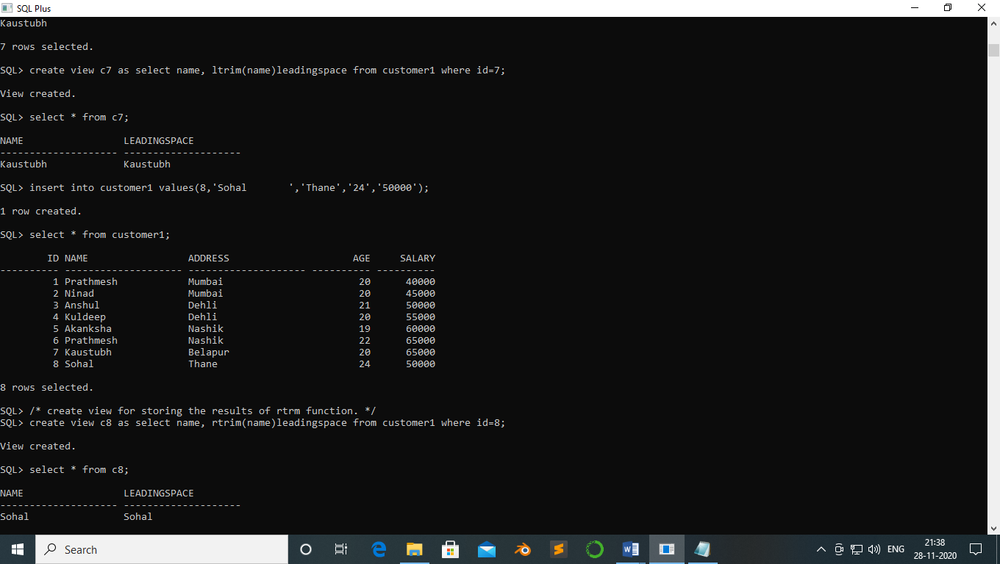 SQL Plus
Kaustubh
7 rows selected.
SQL> create view c7 as select name, ltrim(name)leadingspace from customer1 where id=7;
View created.
SQL> select * from c7;
NAME                 LEADINGSPACE
-------------------- --------------------
Kaustubh             Kaustubh
SQL> insert into customer1 values(8,'Sohal       ','Thane','24','50000');
1 row created.
SQL> select * from customer1;
        ID NAME                 ADDRESS                     AGE     SALARY
---------- -------------------- -------------------- ---------- ----------
         1 Prathmesh            Mumbai                       20      40000
         2 Ninad                Mumbai                       20      45000
         3 Anshul               Dehli                        21      50000
         4 Kuldeep              Dehli                        20      55000
         5 Akanksha             Nashik                       19      60000
         6 Prathmesh            Nashik                       22      65000
         7 Kaustubh             Belapur                      20      65000
         8 Sohal                Thane                        24      50000
8 rows selected.
SQL> /* create view for storing the results of rtrm function. */
SQL> create view c8 as select name, rtrim(name)leadingspace from customer1 where id=8;
View created.
SQL> select * from c8;
NAME                 LEADINGSPACE
-------------------- --------------------
Sohal                Sohal
Search
ENG
21:38
28-11-2020